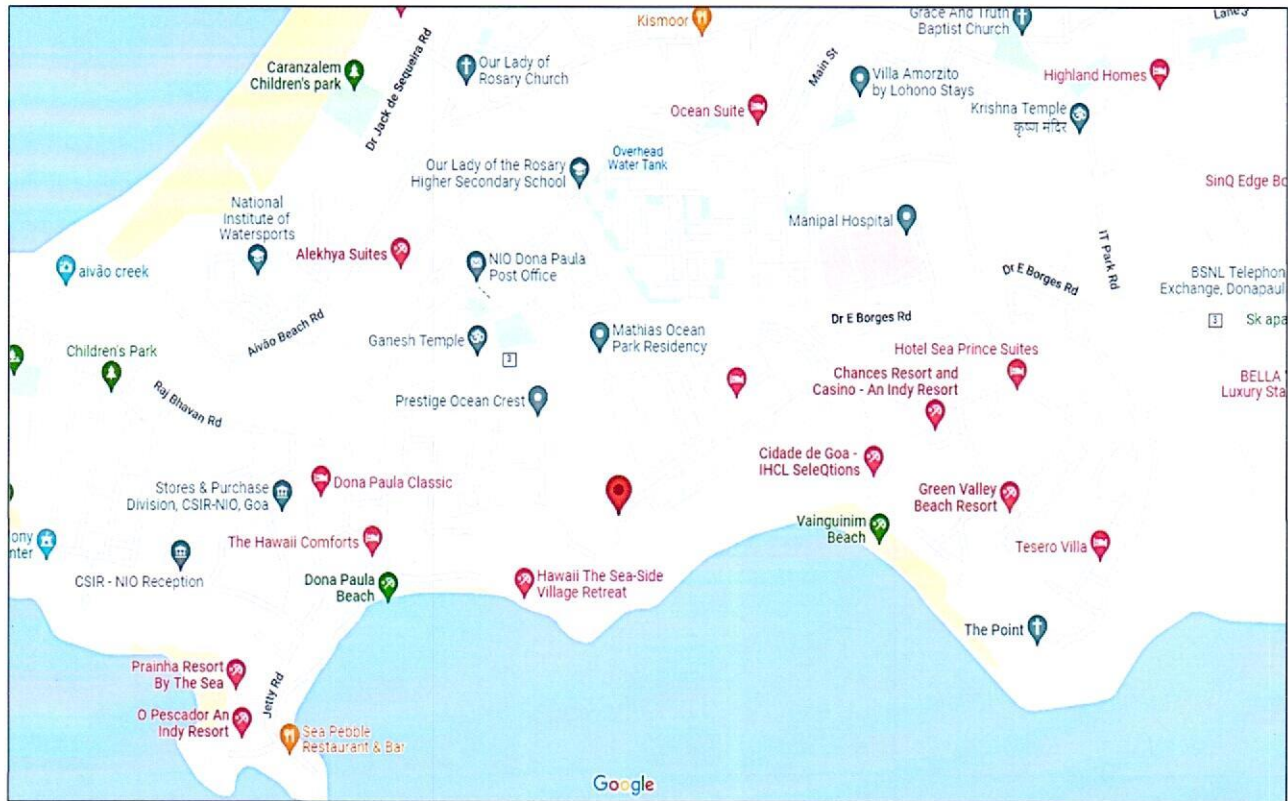 Kismoor
Grace And Truth
Baptist Church
Lane 3
Caranzalem
Children's park
Dr Jack de Sequeira Rd
Our Lady of
Rosary Church
Main St
Villa Amorzito
by Lohono Stays
Highland Homes
Ocean Suite
Krishna Temple
कृष्ण मंदिर
Overhead
Water Tank
Our Lady of the Rosary
Higher Secondary School
SinQ Edge Bo
National
Institute of
Watersports
Manipal Hospital
Alekhya Suites
NIO Dona Paula
Post Office
IT Park Rd
aivão creek
Dr E Borges Rd
BSNL Telephon
Exchange, Donapaul
Aivão Beach Rd
Dr E Borges Rd
3
Sk apa
Ganesh Temple
Mathias Ocean
Park Residency
3
Hotel Sea Prince Suites
Children's Park
Chances Resort and
Casino - An Indy Resort
BELLA
Luxury Sta
Raj Bhavan Rd
Prestige Ocean Crest
Cidade de Goa -
IHCL SeleQtions
Stores & Purchase
Division, CSIR-NIO, Goa
Dona Paula Classic
Green Valley
Beach Resort
Vainguinim
Beach
ony
nter
The Hawaii Comforts
Tesero Villa
CSIR - NIO Reception
Dona Paula
Beach
Hawaii The Sea-Side
Village Retreat
The Point
Prainha Resort
By The Sea
Jetty Rd
O Pescador An
Indy Resort
Sea Pebble
Restaurant & Bar
Google